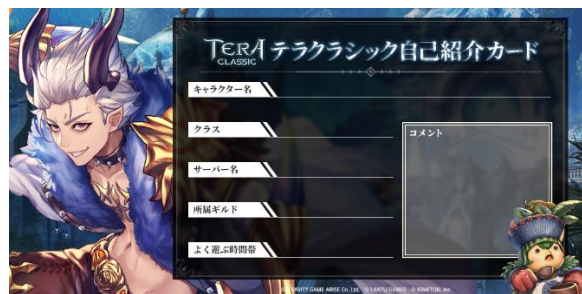 TERA CLASSIC テラクラシック自己紹介カード
キャラクター名
クラス
コメント
サーバー名
所属ギルド
よく遊ぶ時間帯
GRAVITY GAME ARISE Co., Ltd. © LANTU GAMES © KRAFTON, Inc.